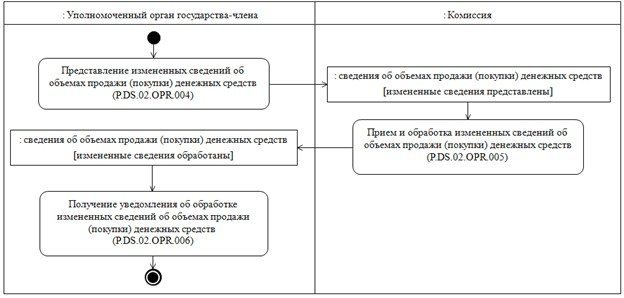 : Уполномоченный орган государства-члена
: Комиссия
Представление измененных сведений об
объемах продажи (покупки) денежных средств
(P.DS.02.OPR.004)
: сведения об объемах продажи (покупки) денежных средств
[измененные сведения представлены]
Прием и обработка измененных сведений об
объемах продажи (покупки) денежных средств
(P.DS.02.OPR.005)
: сведения об объемах продажи (покупки) денежных средств
[измененные сведения обработаны]
Получение уведомления об обработке
измененных сведений об объемах продажи
(покупки) денежных средств
(P.DS.02.OPR.006)